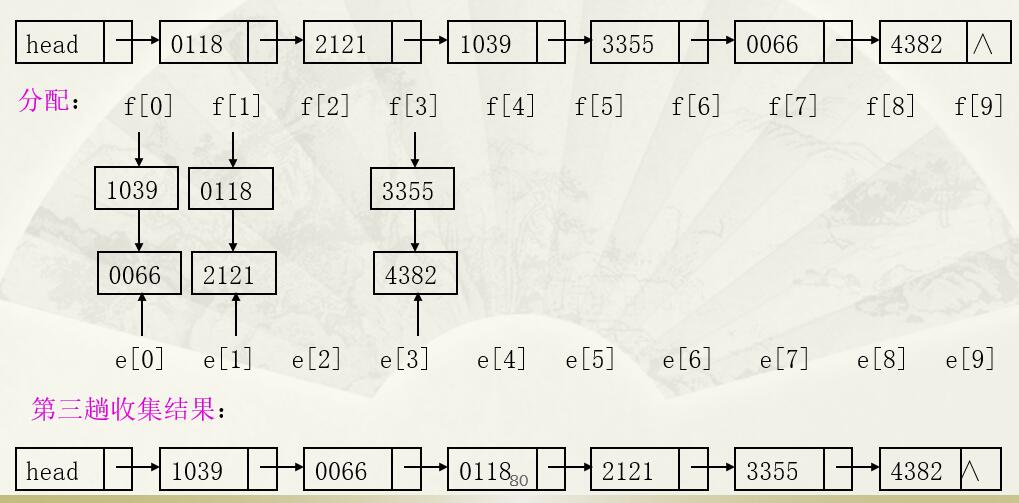 head 0118 2121 1039 3355 0066 4382 ∧
分配： f[0] f[1] f[2] f[3] f[4] f[5] f[6] f[7] f[8] f[9]
1039 0118 3355
0066 2121 4382
e[0] e[1] e[2] e[3] e[4] e[5] e[6] e[7] e[8] e[9]
第三趟收集结果：
head 1039 0066 0118 2121 3355 4382 ∧
80